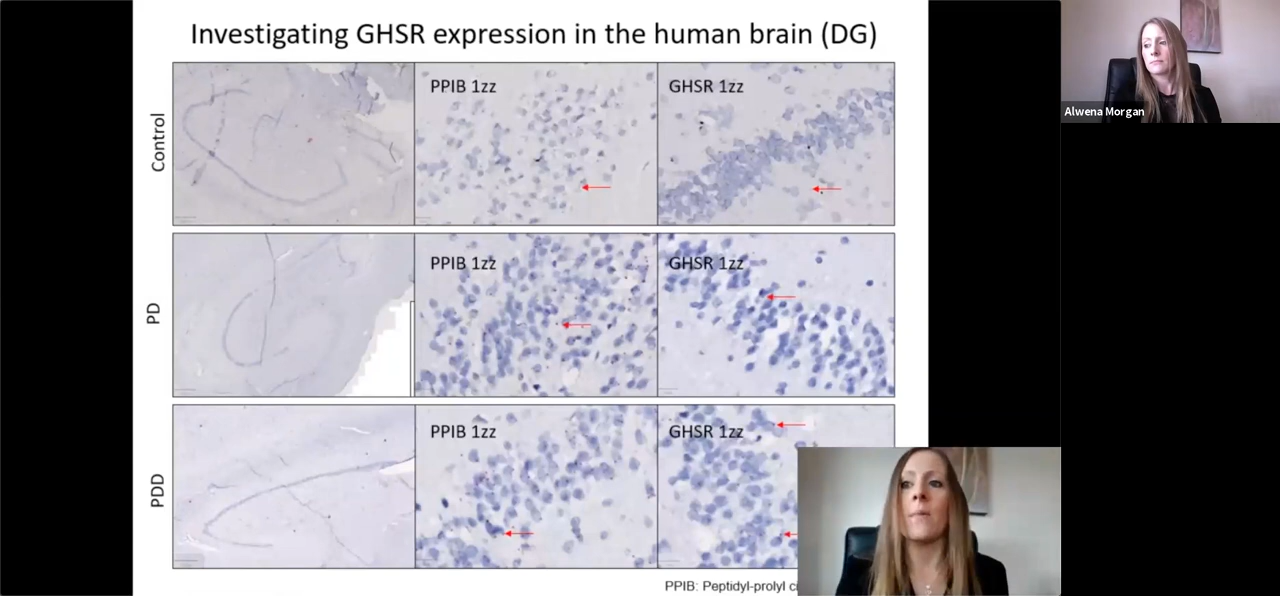 Investigating GHSR expression in the human brain (DG)
Alwena Morgan
Control
PPIB 1zz
GHSR 1zz
PD
PPIB 1zz
GHSR 1zz
PDD
PPIB 1zz
GHSR 1zz
PPIB: Peptidyl-prolyl